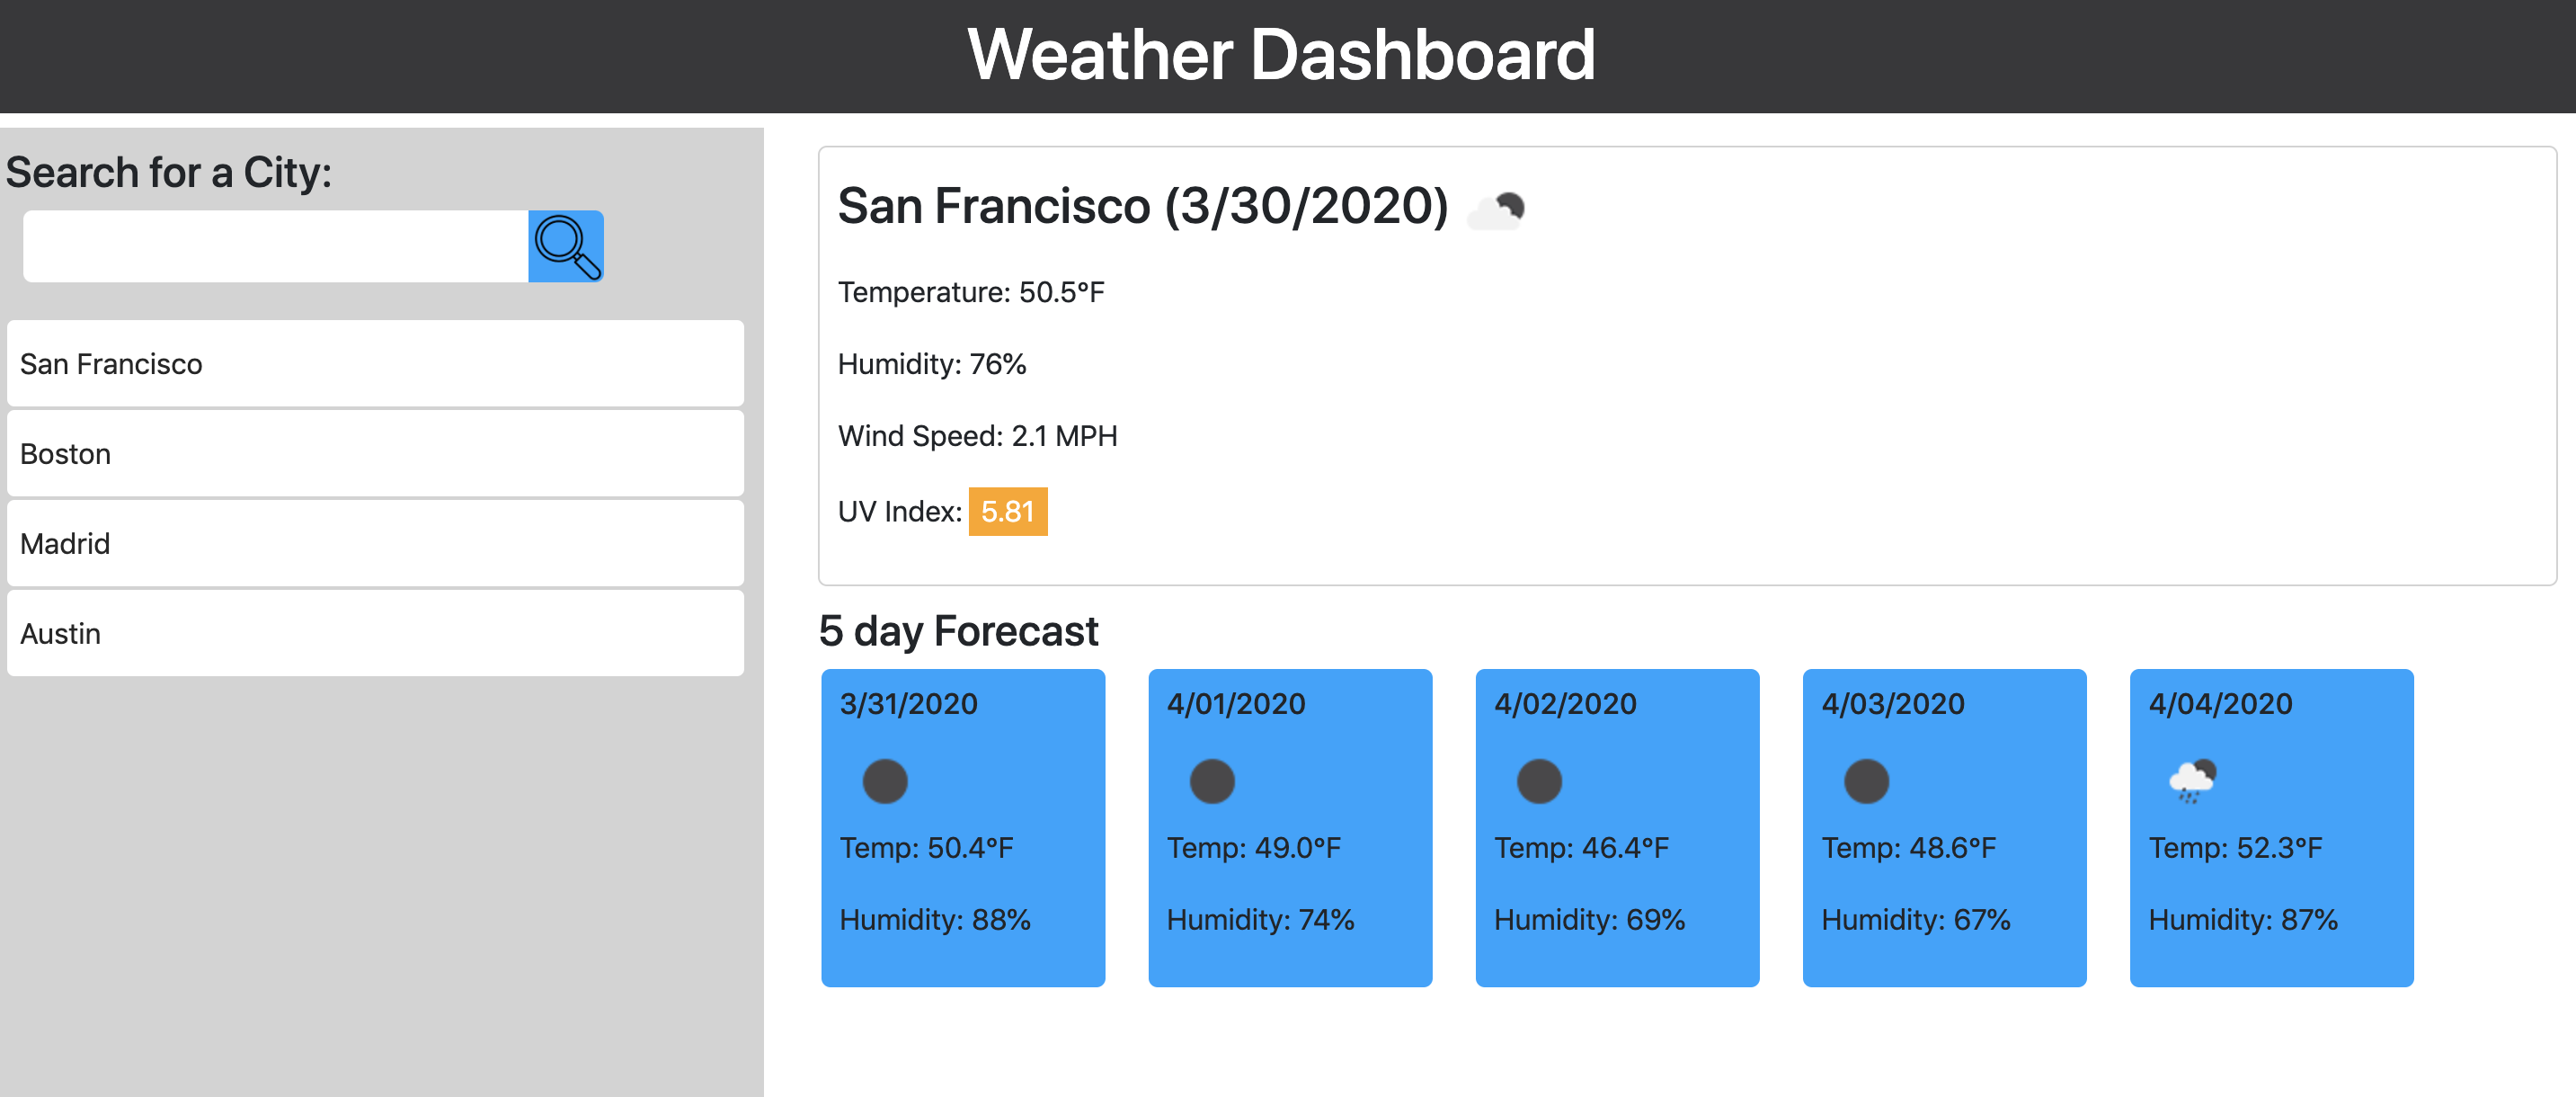 Weather Dashboard
Search for a City:
San Francisco
Boston
Madrid
Austin
San Francisco (3/30/2020)
Temperature: 50.5°F
Humidity: 76%
Wind Speed: 2.1 MPH
UV Index: 5.81
5 day Forecast
3/31/2020
Temp: 50.4°F
Humidity: 88%
4/01/2020
Temp: 49.0°F
Humidity: 74%
4/02/2020
Temp: 46.4°F
Humidity: 69%
4/03/2020
Temp: 48.6°F
Humidity: 67%
4/04/2020
Temp: 52.3°F
Humidity: 87%